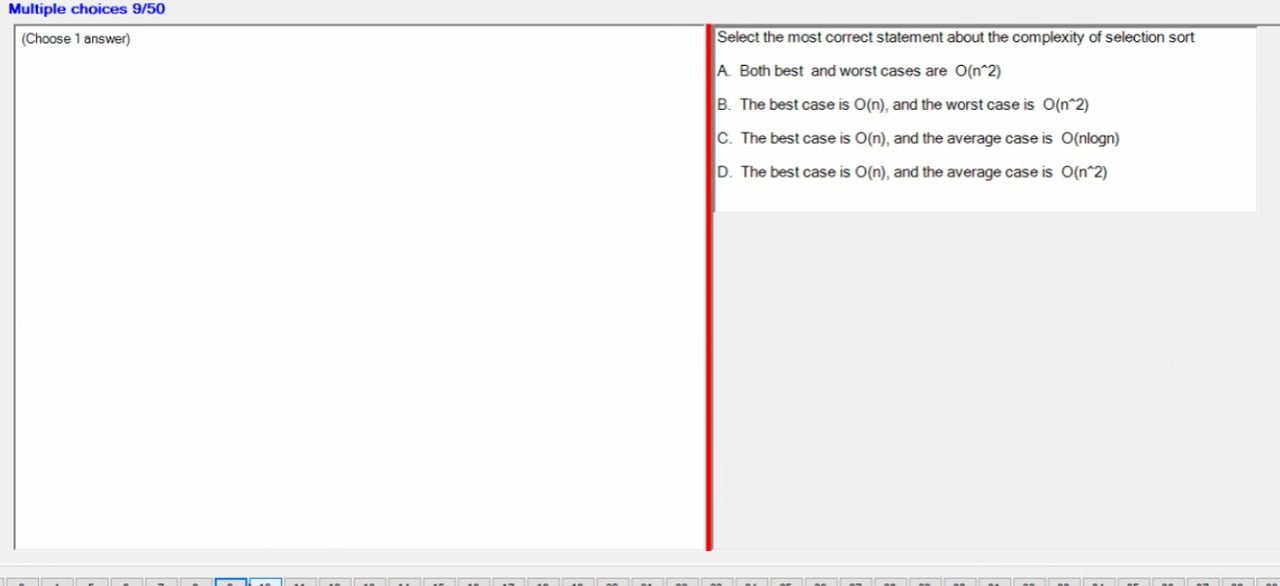 Multiple choices 9/50
(Choose 1 answer)
Select the most correct statement about the complexity of selection sort
A. Both best and worst cases are O(n^2)
B. The best case is O(n), and the worst case is O(n^2)
C. The best case is O(n), and the average case is O(nlogn)
D. The best case is O(n), and the average case is O(n^2)